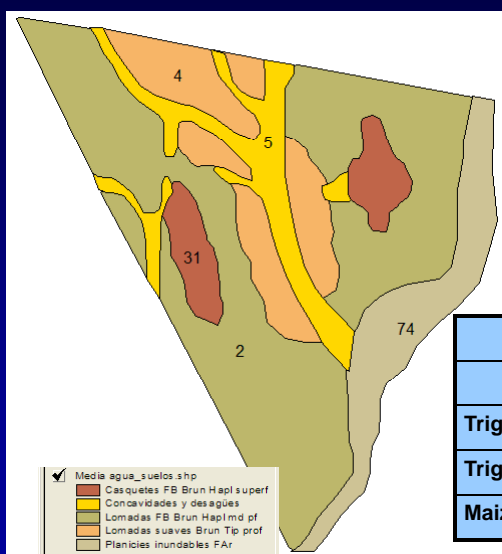 4
5
31
2
74
Media agua_suelos.shp
Casquetes FB Brun Hapl superf
Concavidades y desagües
Lomadas FB Brun Hapl md pf
Lomadas suaves Brun Tip prof
Planicies inundables FAr
Trig
Trig
Maiz